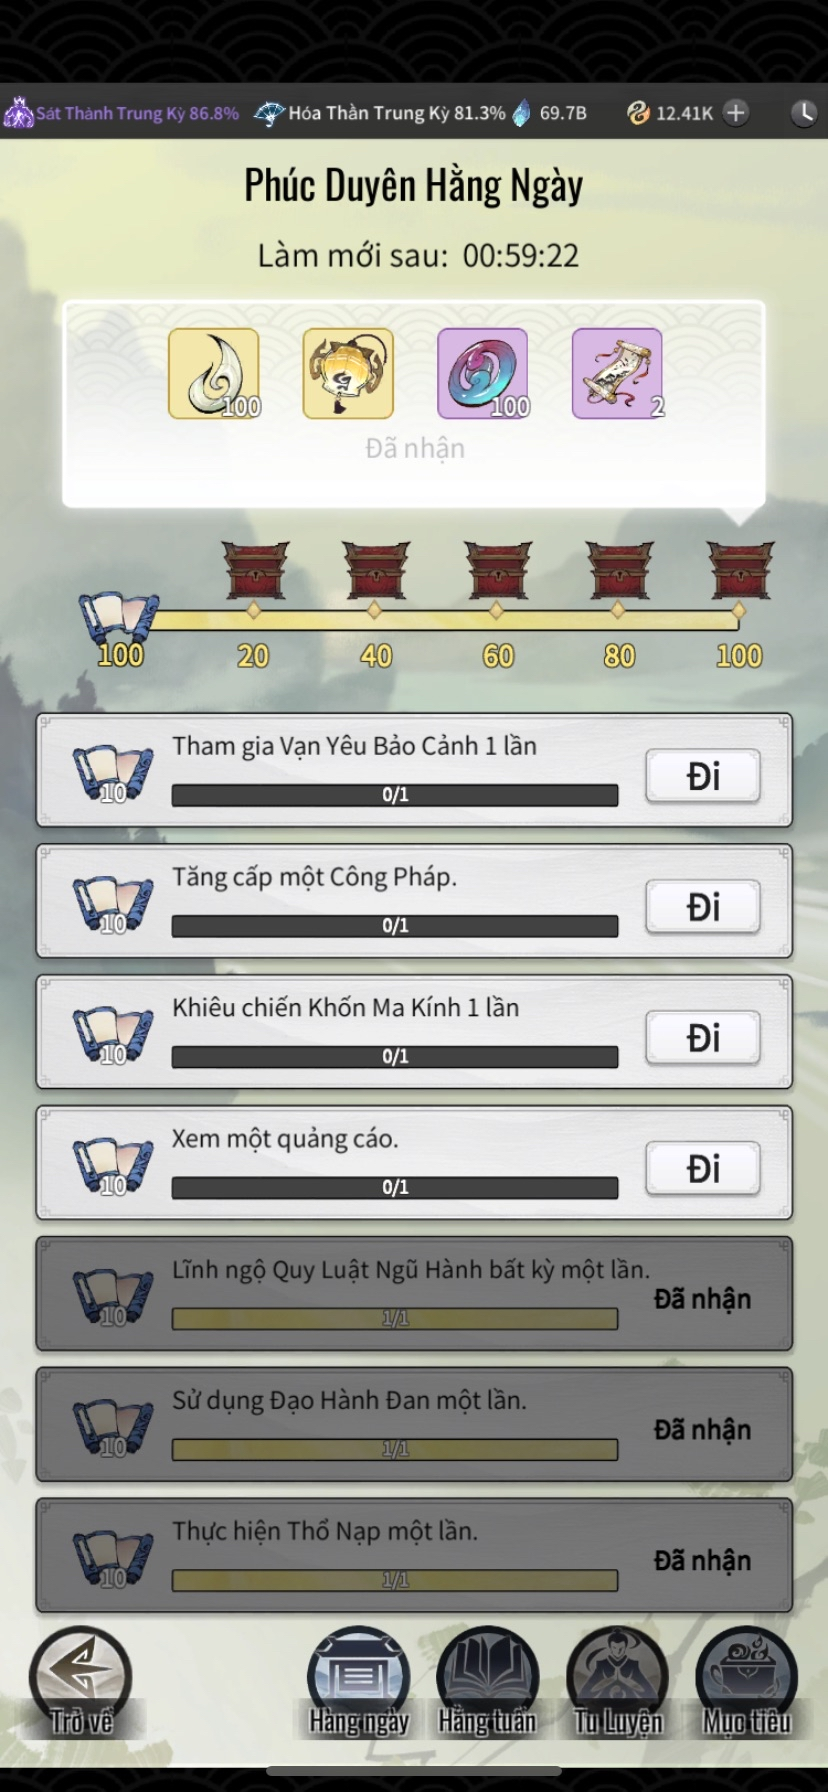 Sát Thành Trung Kỳ 86.8% Hóa Thần Trung Kỳ 81.3% 69.7B 12.41K
Phúc Duyên Hằng Ngày
Làm mới sau: 00:59:22
100 100 2
Đã nhận
100 20 40 60 80 100
Tham gia Vạn Yêu Bảo Cảnh 1 lần
10 0/1 Đi
Tăng cấp một Công Pháp.
10 0/1 Đi
Khiêu chiến Khốn Ma Kính 1 lần
10 0/1 Đi
Xem một quảng cáo.
10 0/1 Đi
Lĩnh ngộ Quy Luật Ngũ Hành bất kỳ một lần.
10 1/1 Đã nhận
Sử dụng Đạo Hành Đan một lần.
10 1/1 Đã nhận
Thực hiện Thổ Nạp một lần.
10 1/1 Đã nhận
Trở về Hàng ngày Hằng tuần Tu Luyện Mục tiêu